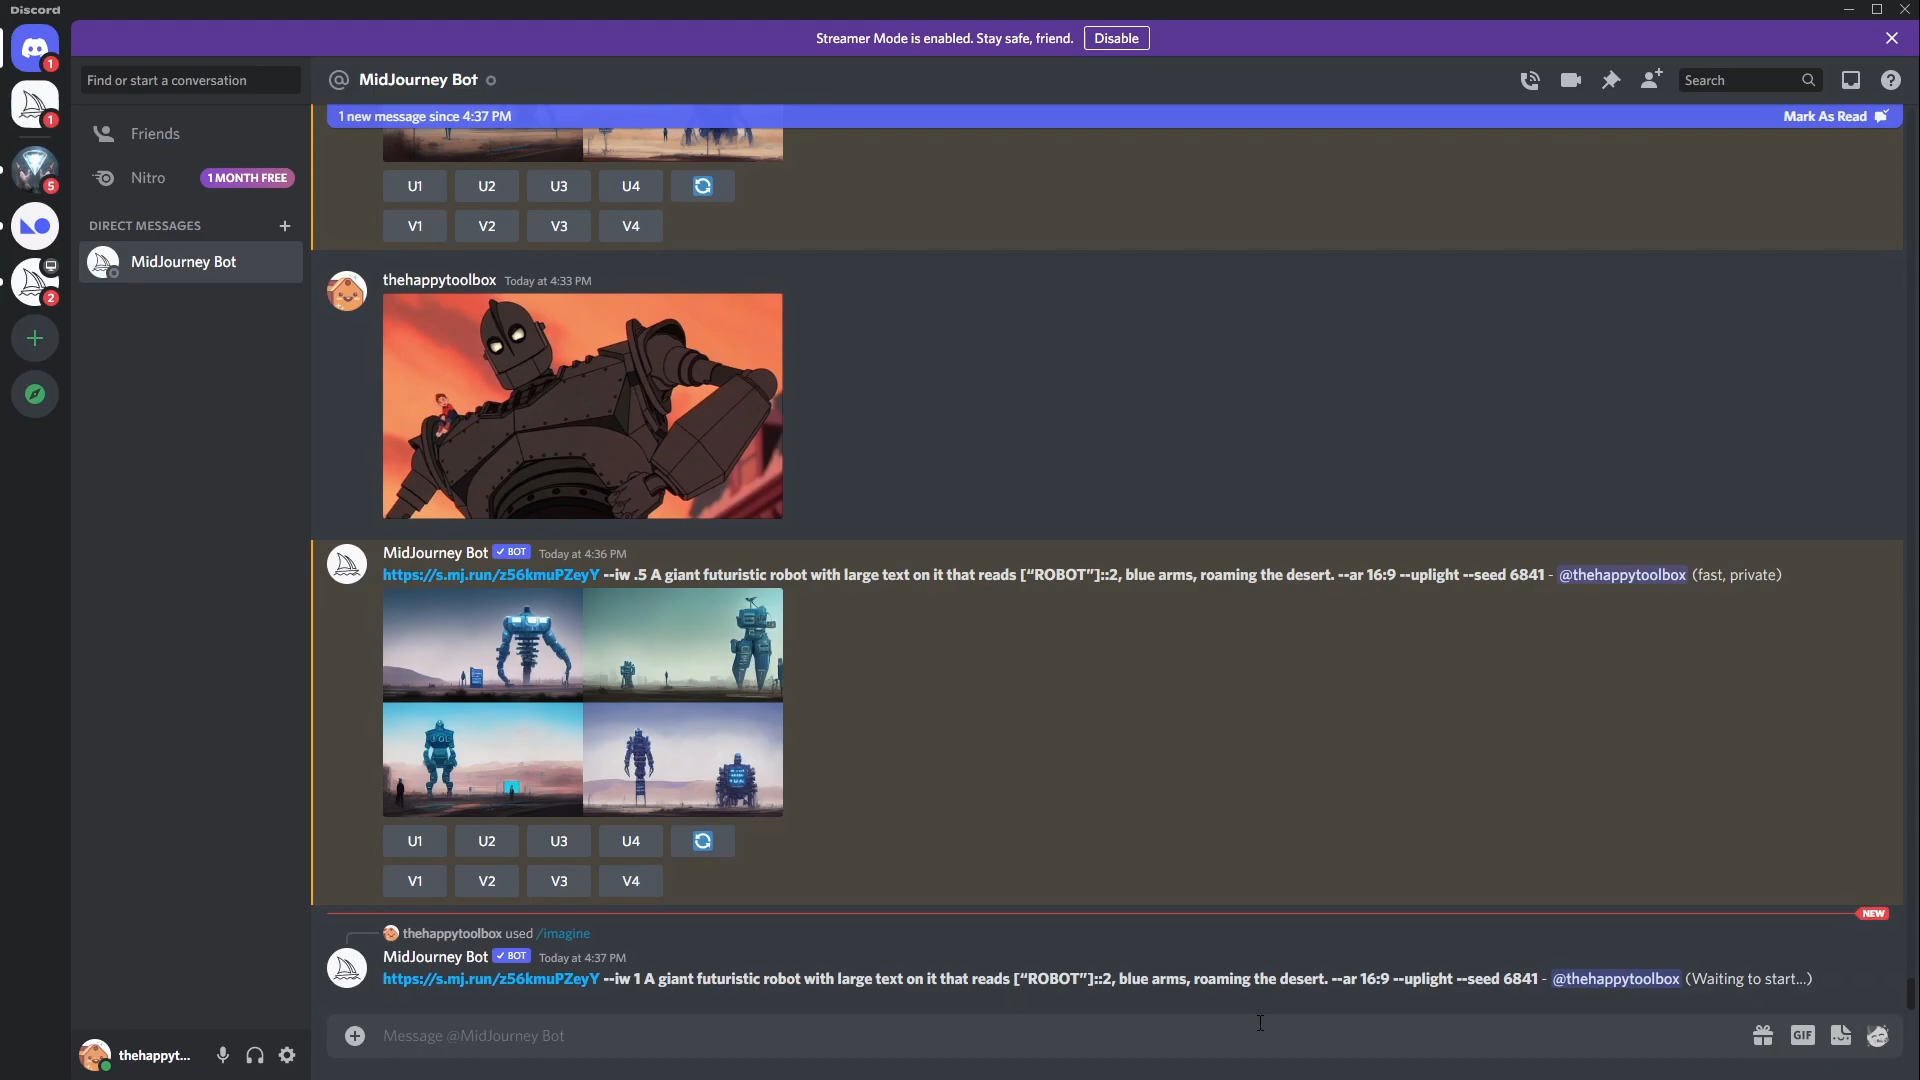 Discord
Streamer Mode is enabled. Stay safe, friend. Disable
1
Find or start a conversation
MidJourney Bot
Search
1
1 new message since 4:37 PM
Mark As Read
Friends
Nitro
1 MONTH FREE
5
U1 U2 U3 U4
V1 V2 V3 V4
DIRECT MESSAGES
MidJourney Bot
2
thehappytoolbox Today at 4:33 PM
MidJourney Bot BOT Today at 4:36 PM
https://s.mj.run/z56kmuPZeyY --iw .5 A giant futuristic robot with large text on it that reads [“ROBOT”]::2, blue arms, roaming the desert. --ar 16:9 --uplight --seed 6841 - @thehappytoolbox (fast, private)
U1 U2 U3 U4
V1 V2 V3 V4
NEW
thehappytoolbox used /imagine
MidJourney Bot BOT Today at 4:37 PM
https://s.mj.run/z56kmuPZeyY --iw 1 A giant futuristic robot with large text on it that reads [“ROBOT”]::2, blue arms, roaming the desert. --ar 16:9 --uplight --seed 6841 - @thehappytoolbox (Waiting to start...)
Message @MidJourney Bot
GIF
thehappyt...